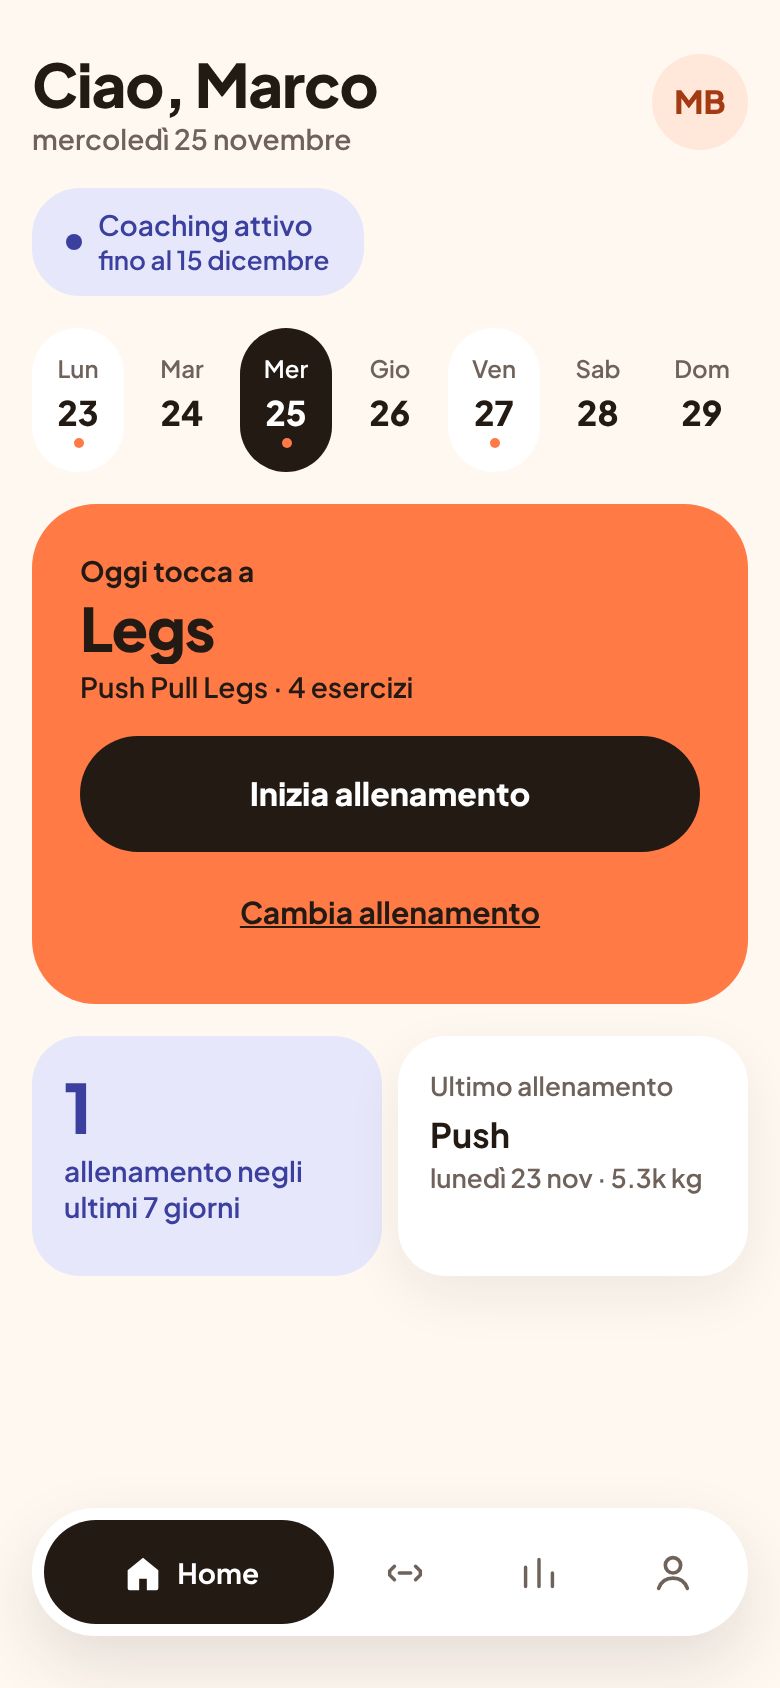 Ciao, Marco
MB
mercoledì 25 novembre
Coaching attivo
fino al 15 dicembre
Lun Mar Mer Gio Ven Sab Dom
23 24 25 26 27 28 29
Oggi tocca a
Legs
Push Pull Legs · 4 esercizi
Inizia allenamento
Cambia allenamento
1
allenamento negli
ultimi 7 giorni
Ultimo allenamento
Push
lunedì 23 nov · 5.3k kg
Home